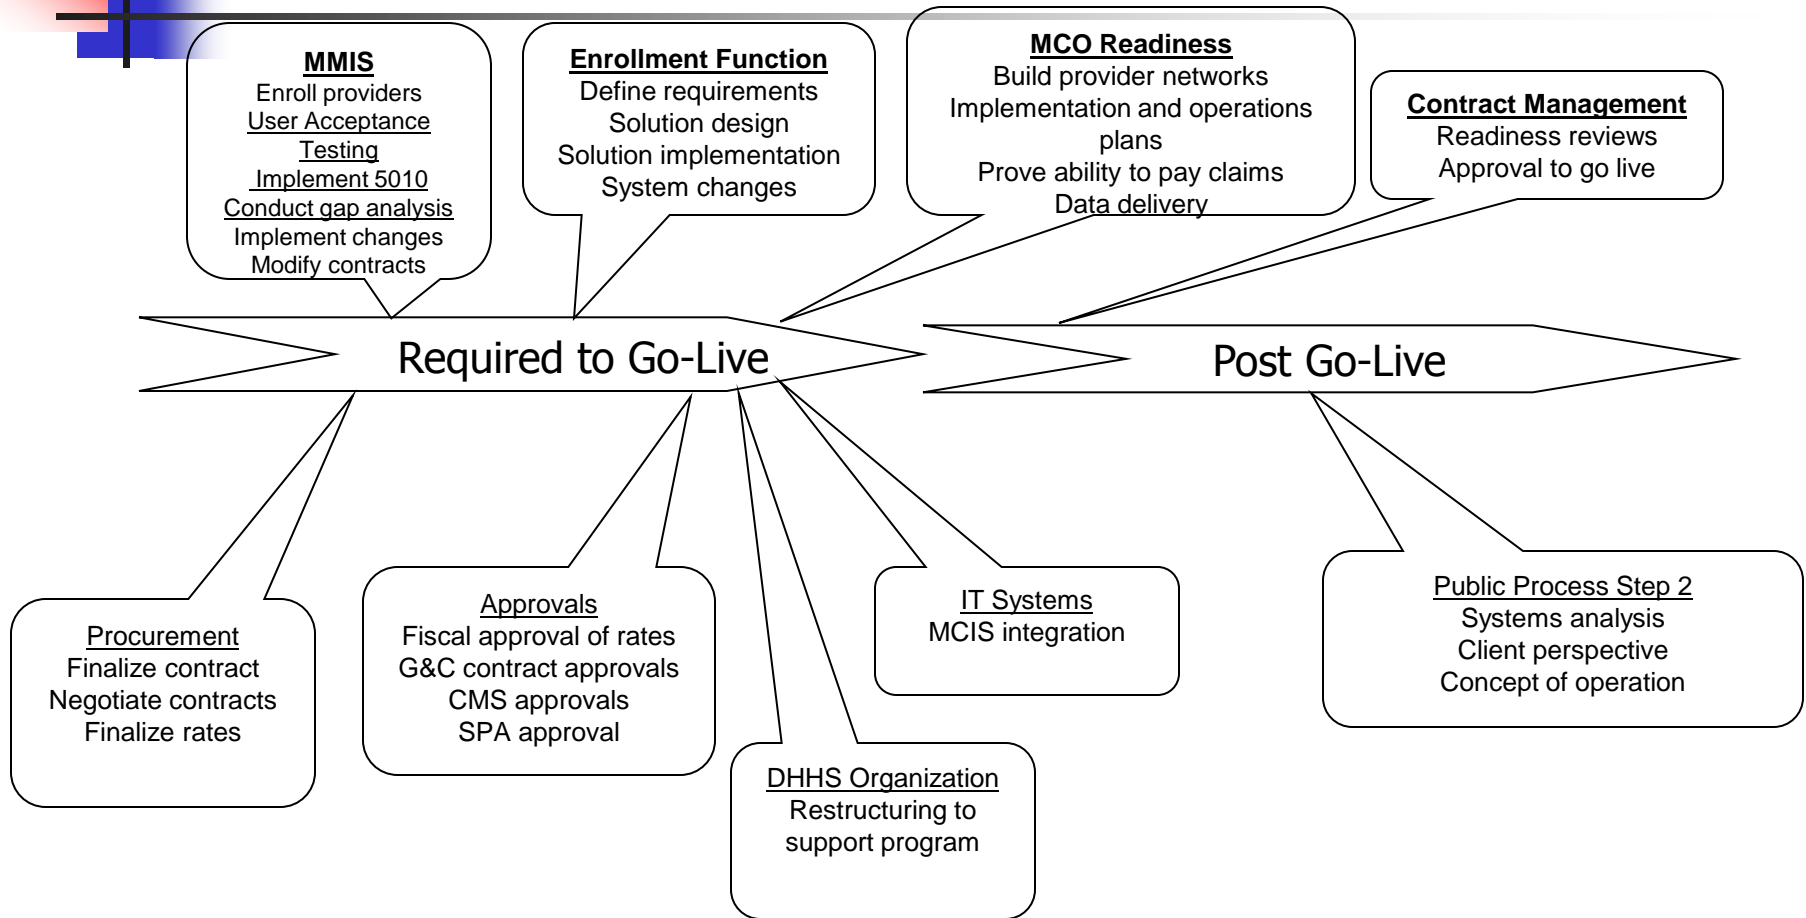 MMIS
Enroll providers
User Acceptance
Testing
Implement 5010
Conduct gap analysis
Implement changes
Modify contracts
Enrollment Function
Define requirements
Solution design
Solution implementation
System changes
MCO Readiness
Build provider networks
Implementation and operations
plans
Prove ability to pay claims
Data delivery
Contract Management
Readiness reviews
Approval to go live
Required to Go-Live
Post Go-Live
Procurement
Finalize contract
Negotiate contracts
Finalize rates
Approvals
Fiscal approval of rates
G&C contract approvals
CMS approvals
SPA approval
DHHS Organization
Restructuring to
support program
IT Systems
MCIS integration
Public Process Step 2
Systems analysis
Client perspective
Concept of operation